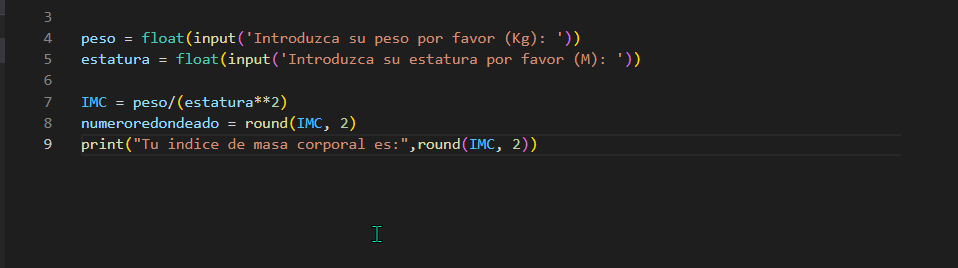 3
4 peso = float(input('Introduzca su peso por favor (Kg): '))
5 estatura = float(input('Introduzca su estatura por favor (M): '))
6
7 IMC = peso/(estatura**2)
8 numeroredondeado = round(IMC, 2)
9 print("Tu indice de masa corporal es:",round(IMC, 2))